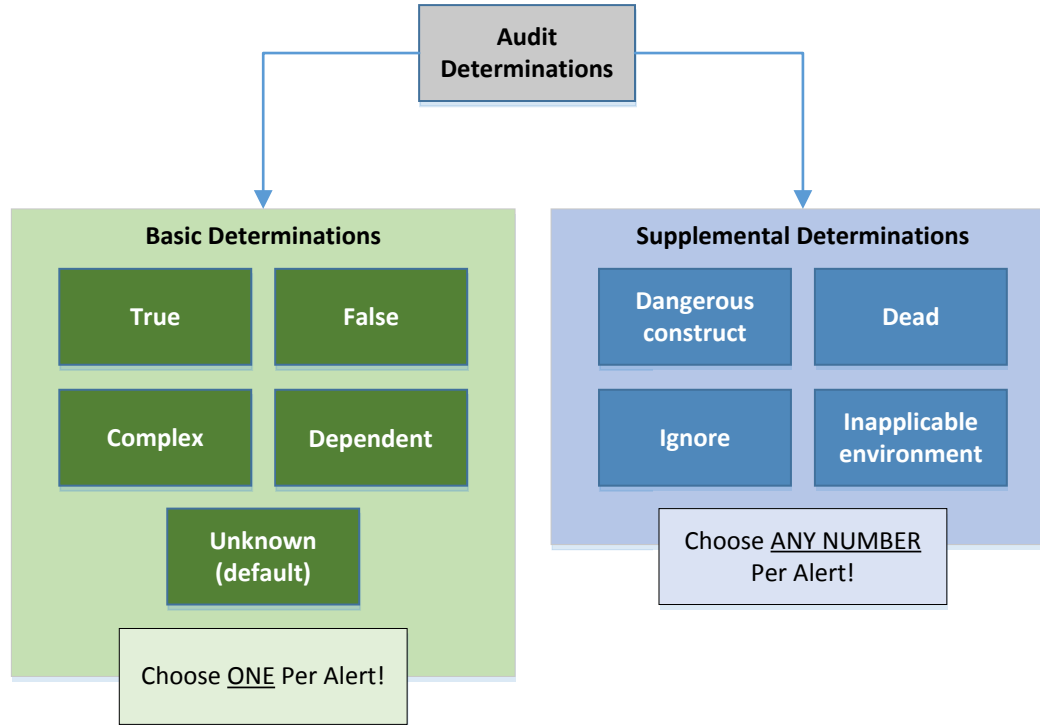 Audit
Determinations
Basic Determinations
True
False
Complex
Dependent
Unknown
(default)
Choose ONE Per Alert!
Supplemental Determinations
Dangerous
construct
Dead
Ignore
Inapplicable
environment
Choose ANY NUMBER
Per Alert!